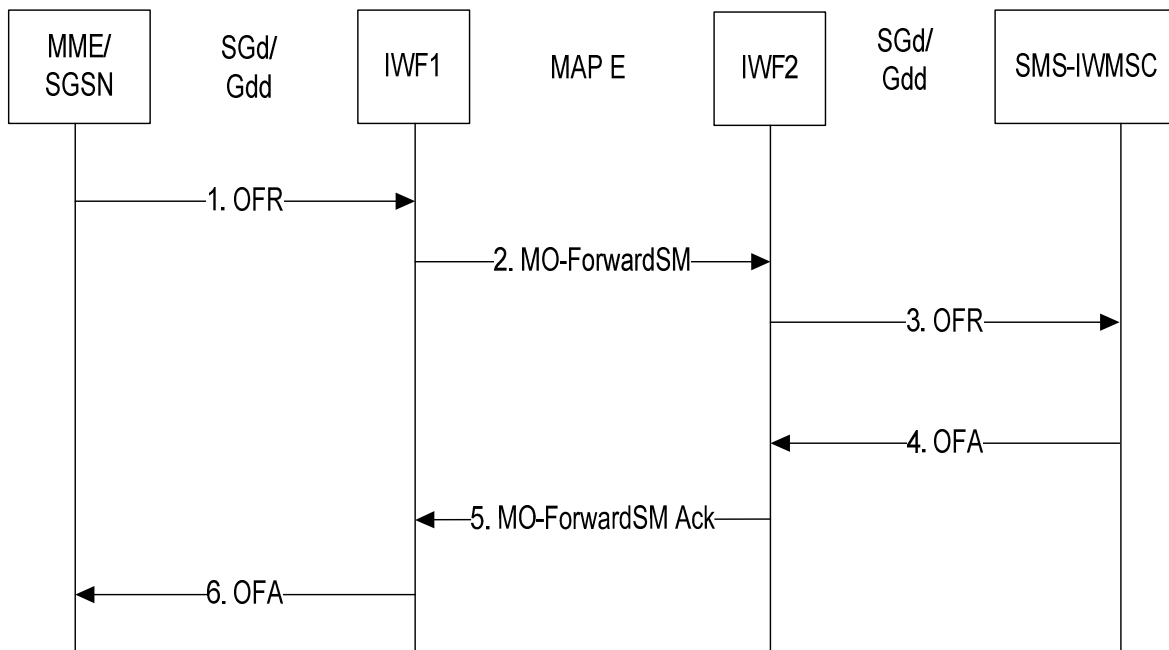 MME/
SGSN
SGd/
Gdd
IWF1
MAP E
IWF2
SGd/
Gdd
SMS-IWMSC
1. OFR
2. MO-ForwardSM
3. OFR
4. OFA
5. MO-ForwardSM Ack
6. OFA